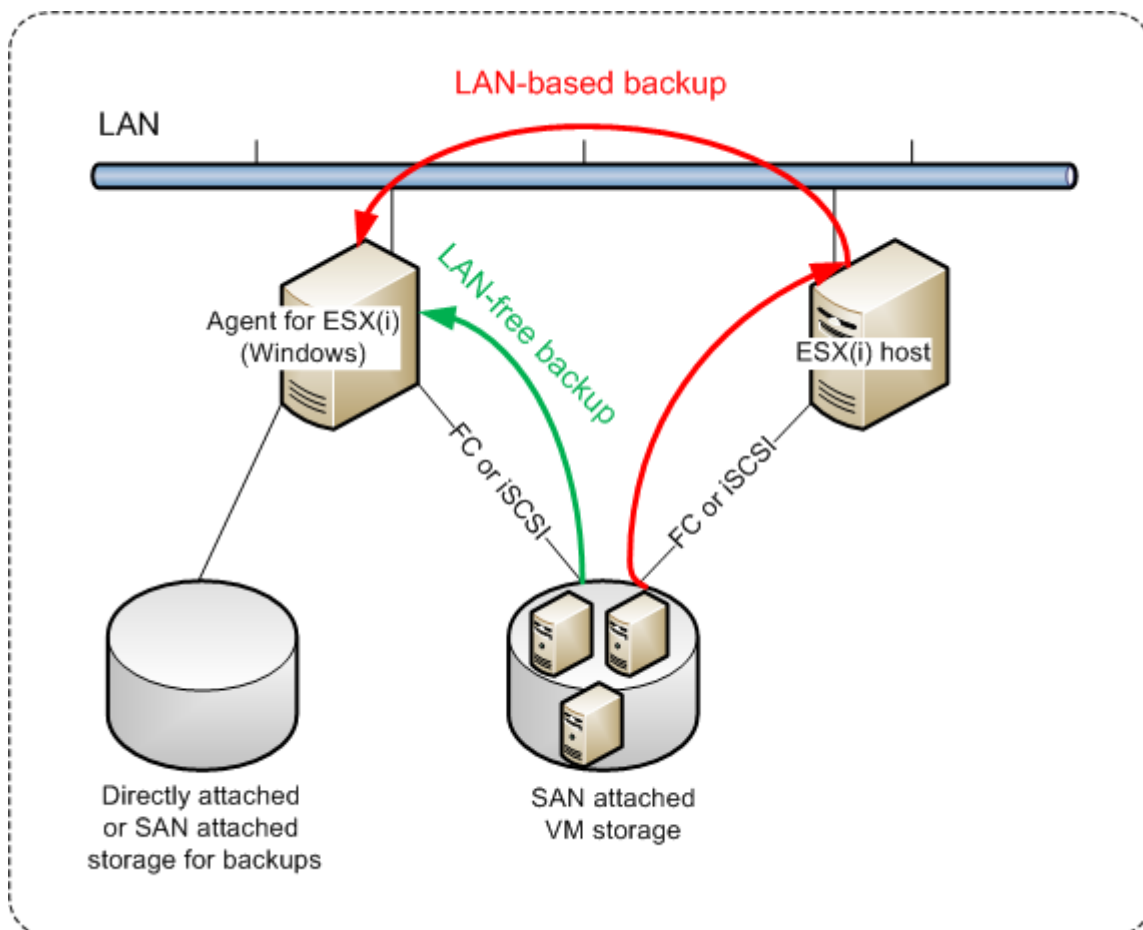 LAN-based backup
LAN
LAN-free backup
Agent for ESX(i)
(Windows)
ESX(i) host
FC or iSCSI
FC or iSCSI
Directly attached
or SAN attached
storage for backups
SAN attached
VM storage